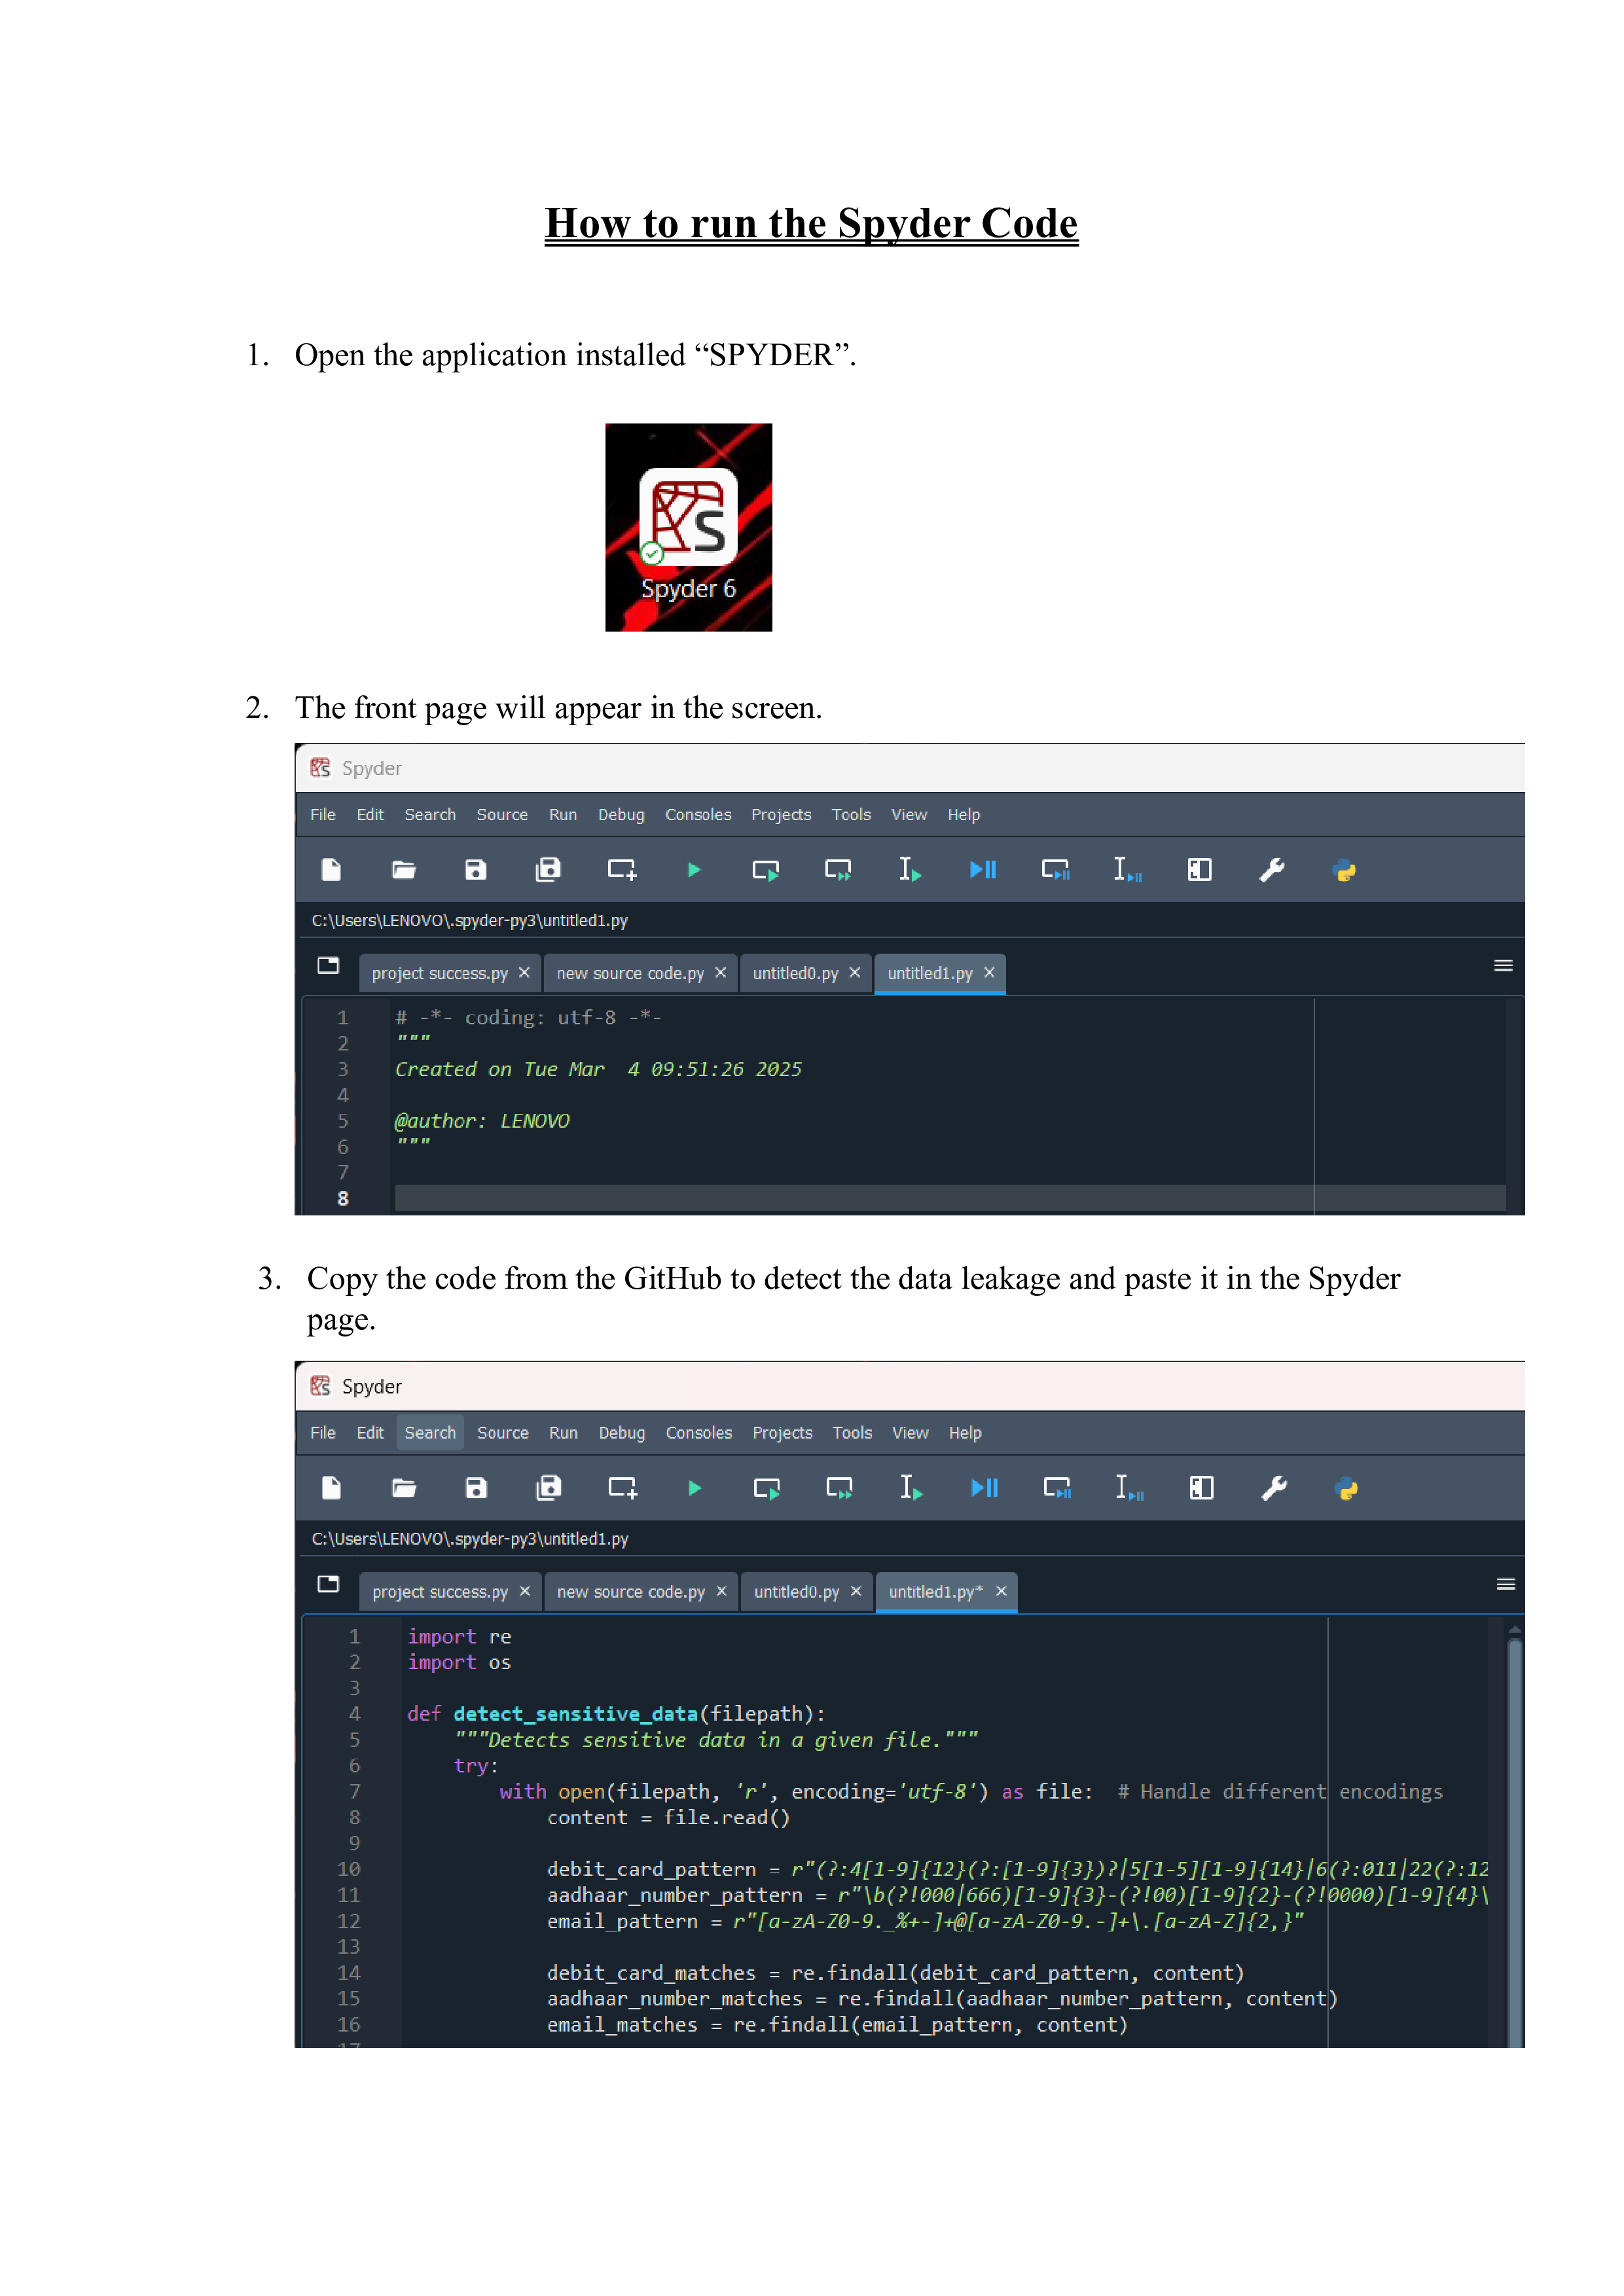 How to run the Spyder Code
1. Open the application installed “SPYDER”.
Spyder 6
2. The front page will appear in the screen.
Spyder
File Edit Search Source Run Debug Consoles Projects Tools View Help
C:\Users\LENOVO\.spyder-py3\untitled1.py
project success.py × new source code.py × untitled0.py × untitled1.py ×
1 # -*- coding: utf-8 -*-
2 """
3 Created on Tue Mar  4 09:51:26 2025
4
5 @author: LENOVO
6 """
7
8
3. Copy the code from the GitHub to detect the data leakage and paste it in the Spyder
page.
Spyder
File Edit Search Source Run Debug Consoles Projects Tools View Help
C:\Users\LENOVO\.spyder-py3\untitled1.py
project success.py × new source code.py × untitled0.py × untitled1.py* ×
1 import re
2 import os
3
4 def detect_sensitive_data(filepath):
5     """Detects sensitive data in a given file."""
6     try:
7         with open(filepath, 'r', encoding='utf-8') as file:  # Handle different encodings
8             content = file.read()
9
10             debit_card_pattern = r"(?:4[1-9]{12}(?:[1-9]{3})?|5[1-5][1-9]{14}|6(?:011|22(?:12
11             aadhaar_number_pattern = r"\b(?!000|666)[1-9]{3}-(?!00)[1-9]{2}-(?!0000)[1-9]{4}\
12             email_pattern = r"[a-zA-Z0-9._%+-]+@[a-zA-Z0-9.-]+\.[a-zA-Z]{2,}"
13
14             debit_card_matches = re.findall(debit_card_pattern, content)
15             aadhaar_number_matches = re.findall(aadhaar_number_pattern, content)
16             email_matches = re.findall(email_pattern, content)